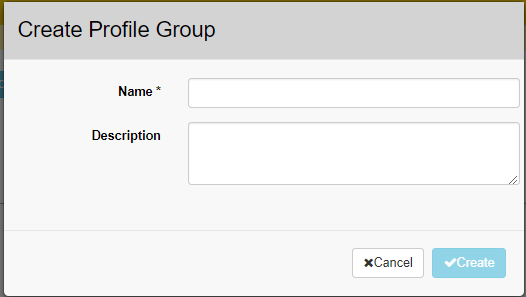 Create Profile Group
Name *
Description
Cancel
Create